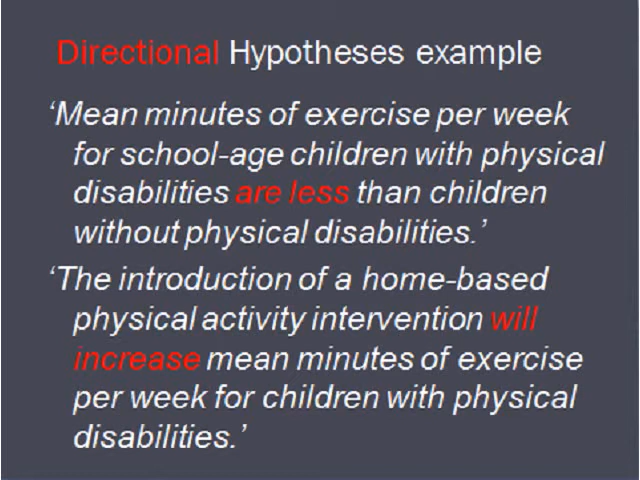 Directional Hypotheses example
‘Mean minutes of exercise per week
for school-age children with physical
disabilities are less than children
without physical disabilities.’
‘The introduction of a home-based
physical activity intervention will
increase mean minutes of exercise
per week for children with physical
disabilities.’